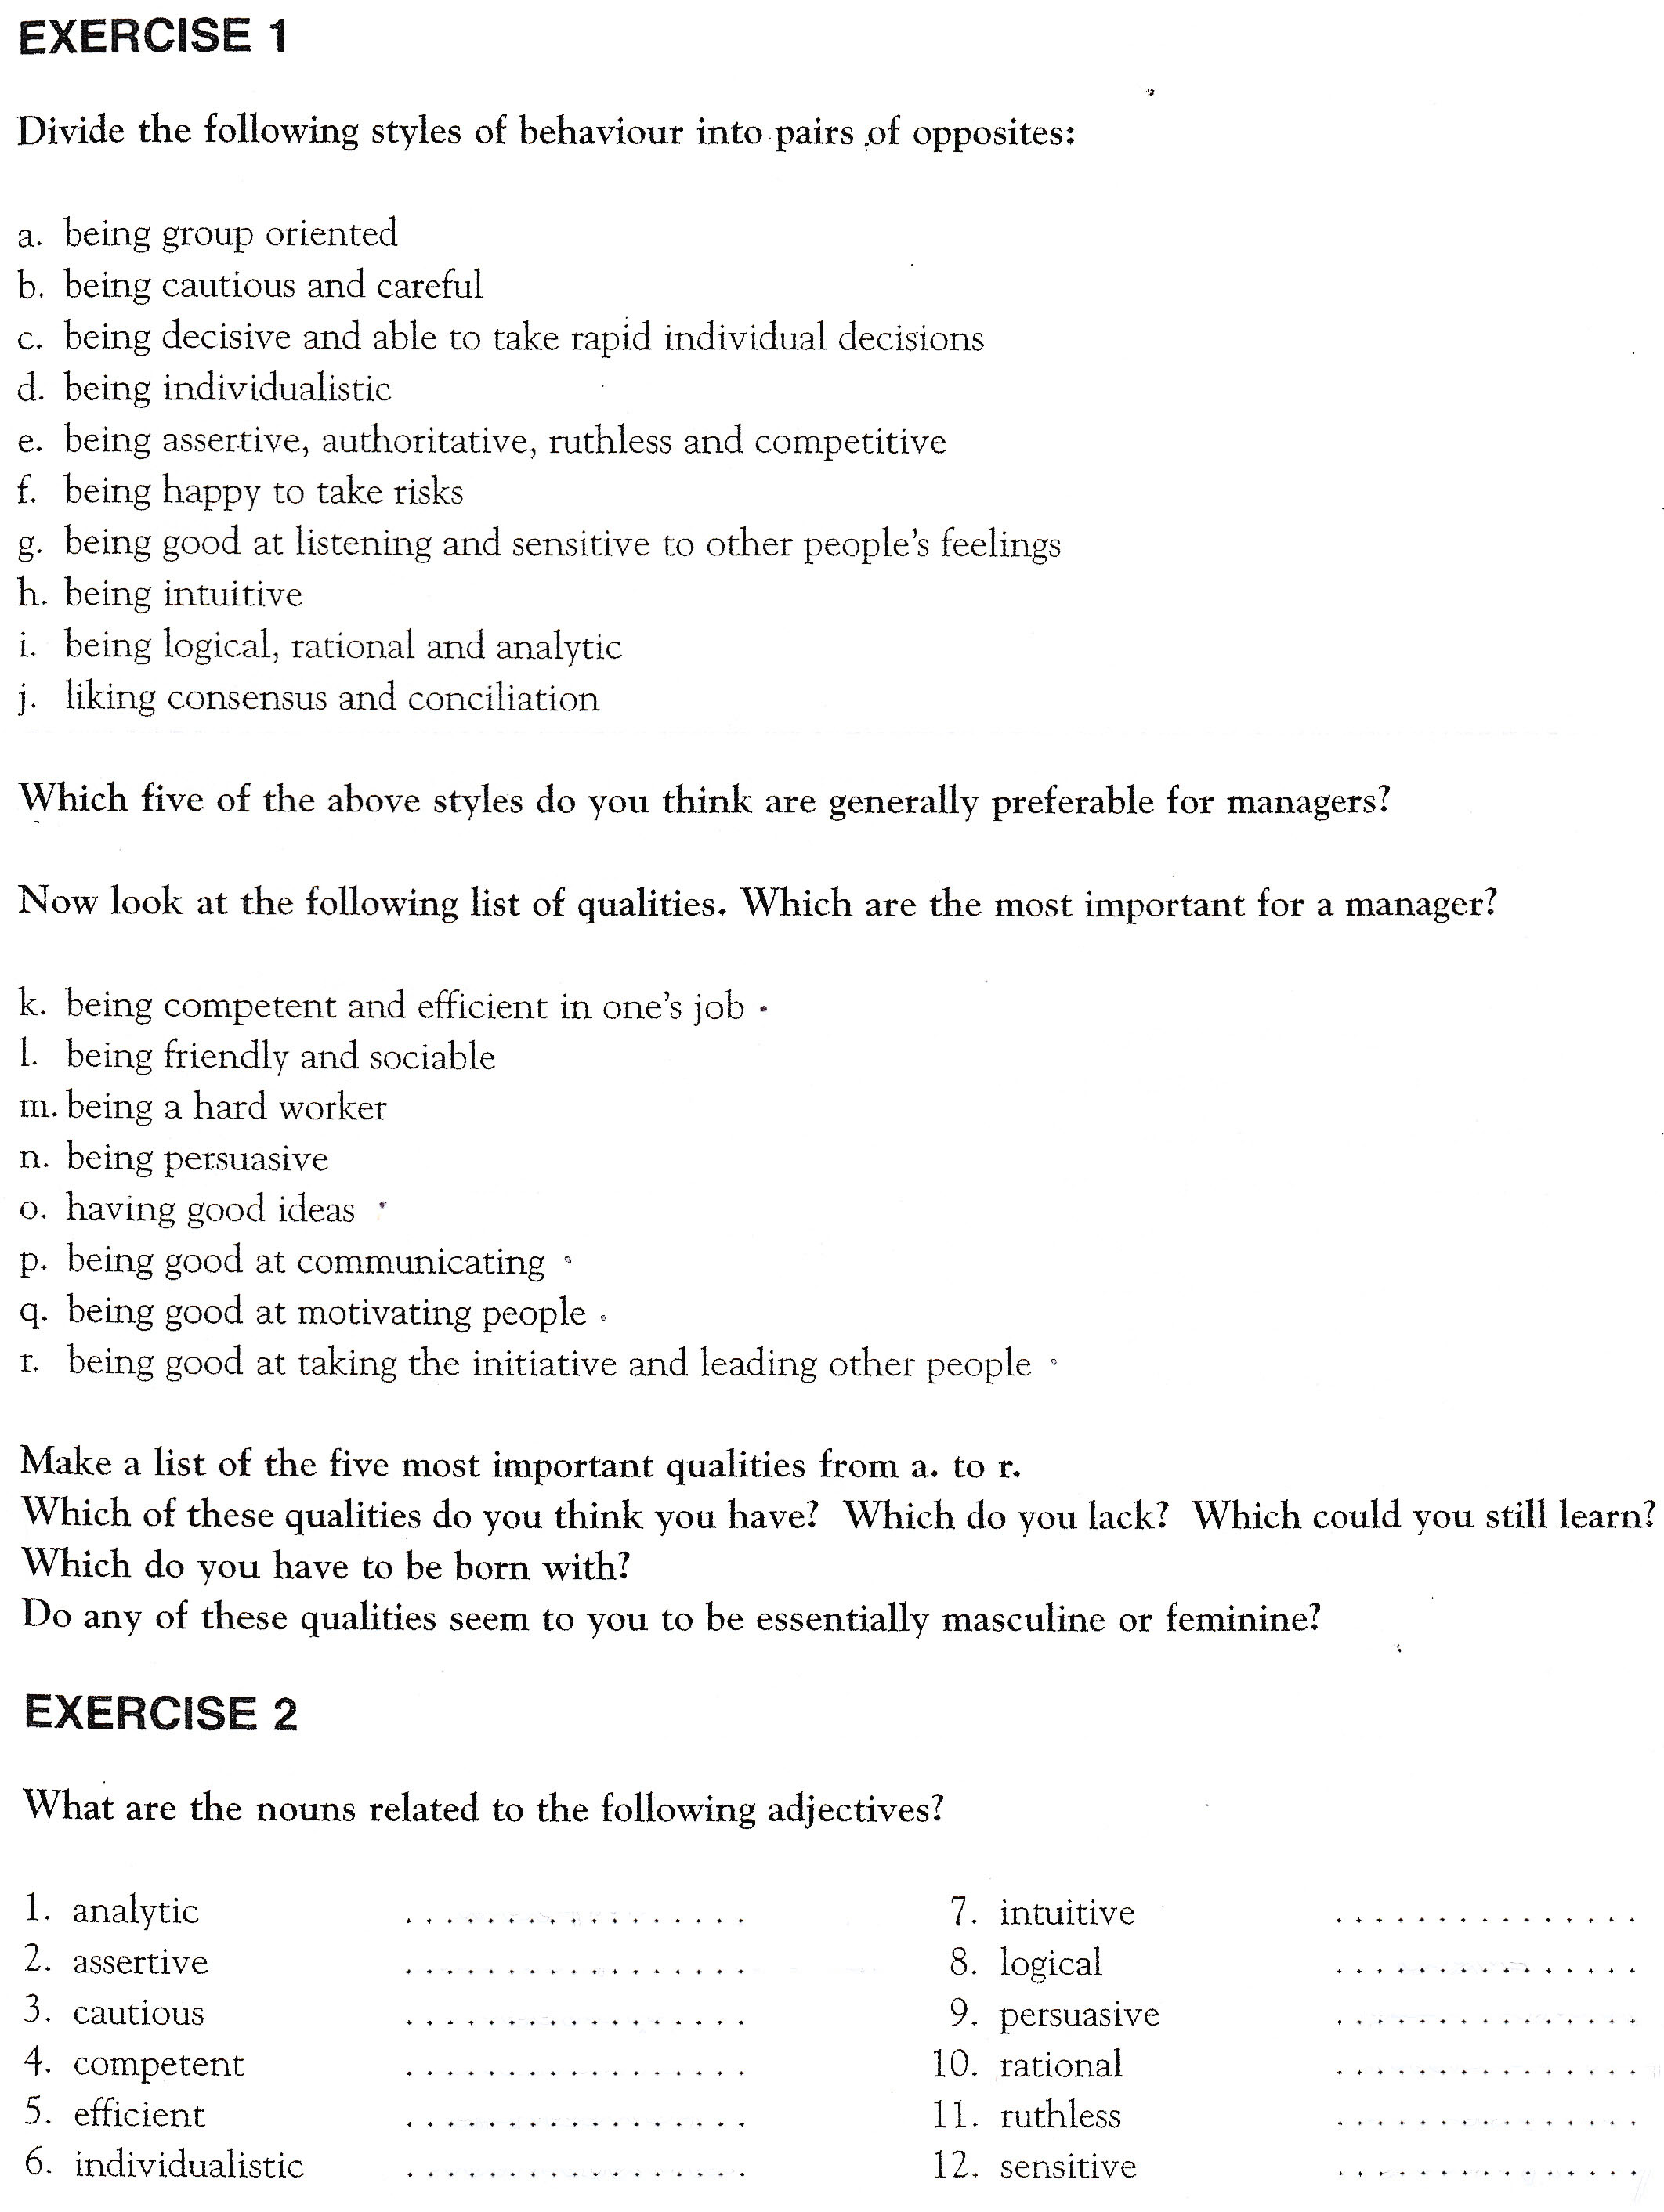 EXERCISE 1
Divide the following styles of behaviour into pairs of opposites:
a. being group oriented
b. being cautious and careful
c. being decisive and able to take rapid individual decisions
d. being individualistic
e. being assertive, authoritative, ruthless and competitive
f. being happy to take risks
g. being good at listening and sensitive to other people's feelings
h. being intuitive
i. being logical, rational and analytic
j. liking consensus and conciliation
Which five of the above styles do you think are generally preferable for managers?
Now look at the following list of qualities. Which are the most important for a manager?
k. being competent and efficient in one's job
l. being friendly and sociable
m. being a hard worker
n. being persuasive
o. having good ideas
p. being good at communicating
q. being good at motivating people
r. being good at taking the initiative and leading other people
Make a list of the five most important qualities from a. to r.
Which of these qualities do you think you have? Which do you lack? Which could you still learn?
Which do you have to be born with?
Do any of these qualities seem to you to be essentially masculine or feminine?
EXERCISE 2
What are the nouns related to the following adjectives?
1. analytic ................. 7. intuitive ...............
2. assertive ................. 8. logical ...............
3. cautious ................. 9. persuasive ...............
4. competent ................. 10. rational ...............
5. efficient ................. 11. ruthless ...............
6. individualistic ................. 12. sensitive ...............